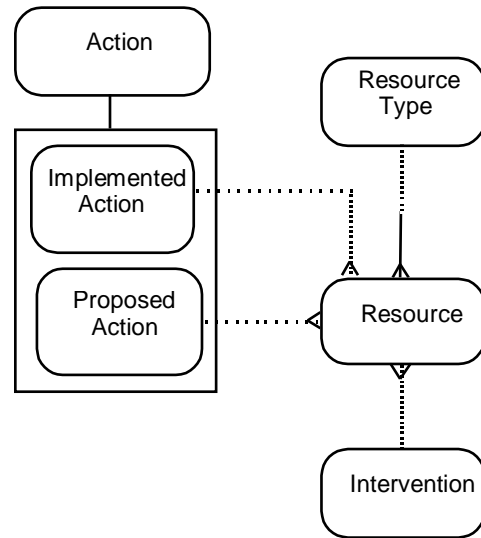 Action
Resource
Type
Implemented
Action
Proposed
Action
Resource
Intervention